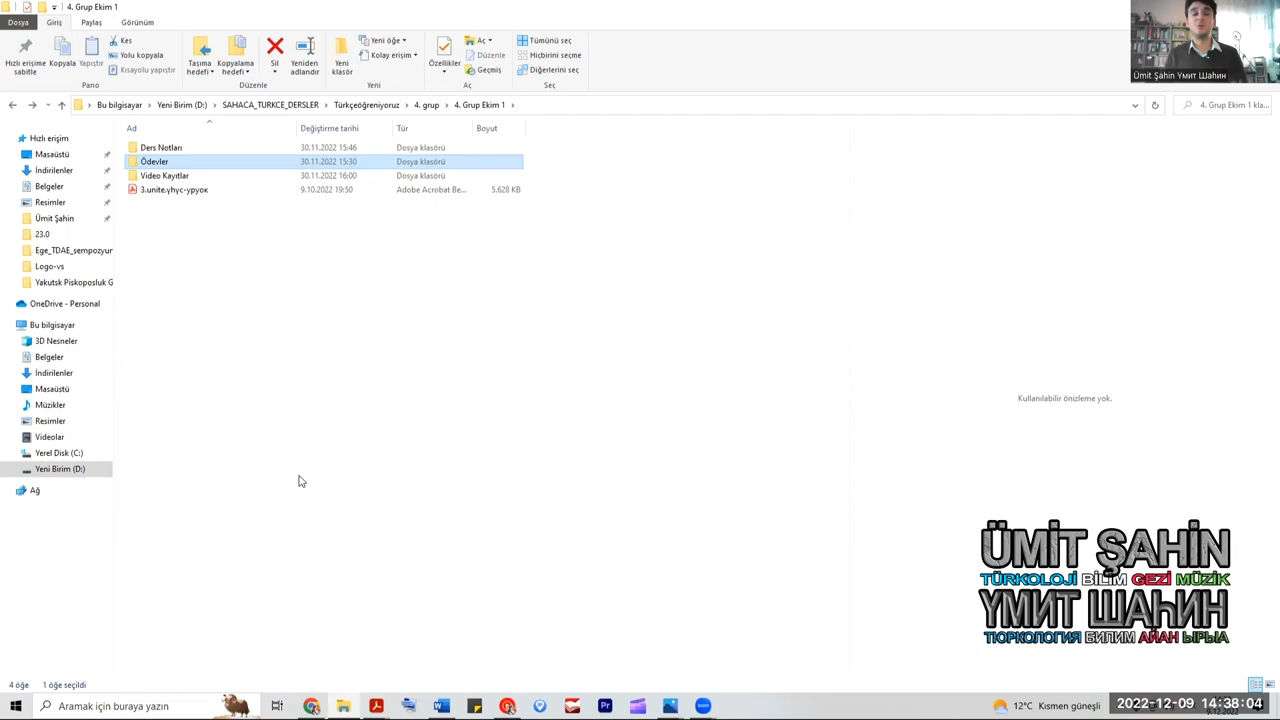 4. Grup Ekim 1
Dosya Giriş Paylaş Görünüm
Hızlı erişime sabitle
Kopyala
Yapıştır
Kes
Yolu kopyala
Kısayolu yapıştır
Pano
Taşıma hedefi
Kopyalama hedefi
Sil
Yeniden adlandır
Düzenle
Yeni klasör
Yeni öğe
Kolay erişim
Yeni
Özellikler
Aç
Düzenle
Geçmiş
Aç
Tümünü seç
Hiçbirini seçme
Diğerlerini seç
Seç
Ümit Şahin Үмит Шаһин
Bu bilgisayar > Yeni Birim (D:) > SAHACA_TURKCE_DERSLER > Türkçeöğreniyoruz > 4. grup > 4. Grup Ekim 1 >
4. Grup Ekim 1 kla...
Ad Değiştirme tarihi Tür Boyut
Ders Notları 30.11.2022 15:46 Dosya klasörü
Ödevler 30.11.2022 15:30 Dosya klasörü
Video Kayıtlar 30.11.2022 16:00 Dosya klasörü
3.unite.үһүс-уруок 9.10.2022 19:50 Adobe Acrobat Be... 5.628 KB
Hızlı erişim
Masaüstü
İndirilenler
Belgeler
Resimler
Ümit Şahin
23.0
Ege_TDAE_sempozyur
Logo-vs
Yakutsk Piskoposluk G
OneDrive - Personal
Bu bilgisayar
3D Nesneler
Belgeler
İndirilenler
Masaüstü
Müzikler
Resimler
Videolar
Yerel Disk (C:)
Yeni Birim (D:)
Ağ
Kullanılabilir önizleme yok.
ÜMİT ŞAHİN
TÜRKOLOJİ BİLİM GEZİ MÜZİK
ҮМИТ ШАҺИН
ТЮРКОЛОГИЯ БИЛИМ АЙАН ЫРЫА
4 öğe 1 öğe seçildi
Aramak için buraya yazın
12°C Kısmen güneşli
2022-12-09 14:38:04